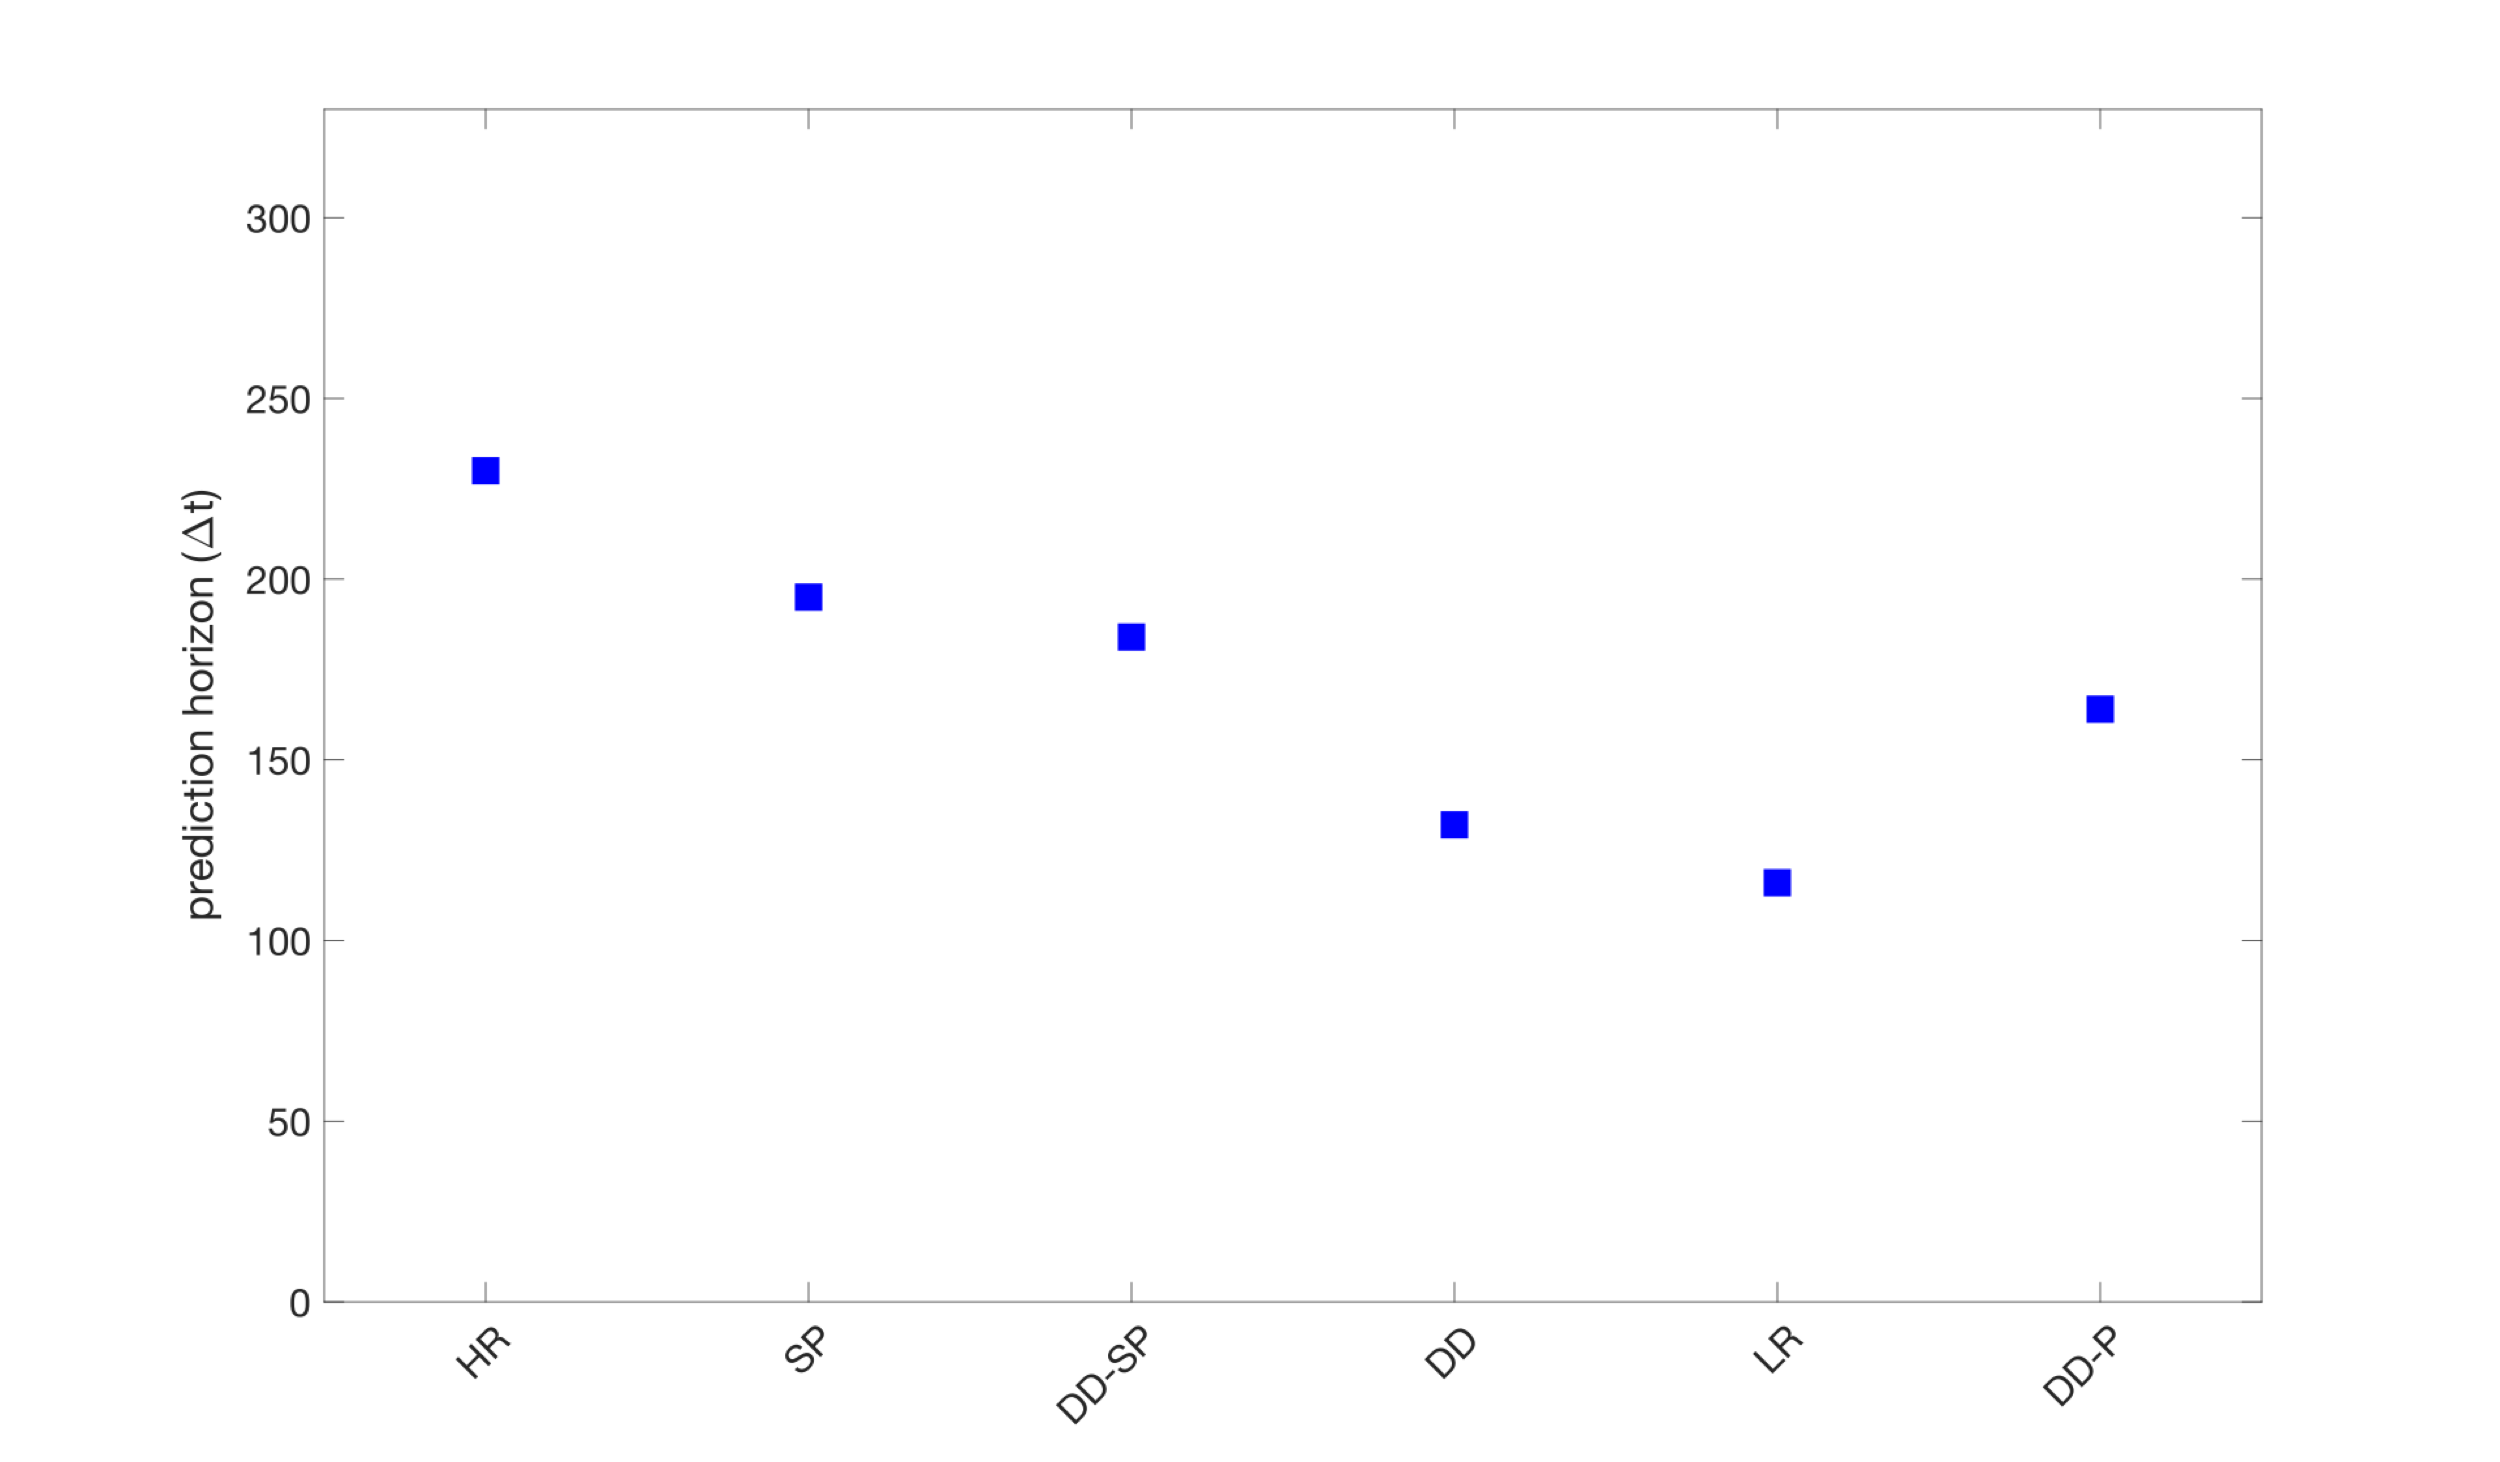 prediction horizon (Δt)
300
250
200
150
100
50
0
HR
SP
DD-SP
DD
LR
DD-P